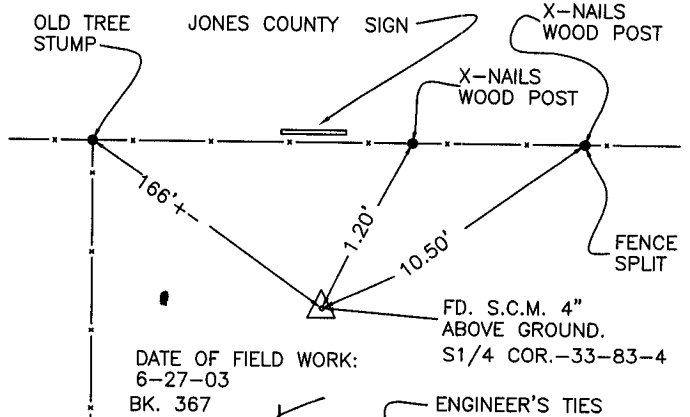 X-NAILS
WOOD POST
OLD TREE
STUMP
JONES COUNTY SIGN
X-NAILS
WOOD POST
166'+-
1.20'
10.50'
FENCE
SPLIT
FD. S.C.M. 4"
ABOVE GROUND.
S1/4 COR.-33-83-4
DATE OF FIELD WORK:
6-27-03
BK. 367
ENGINEER'S TIES